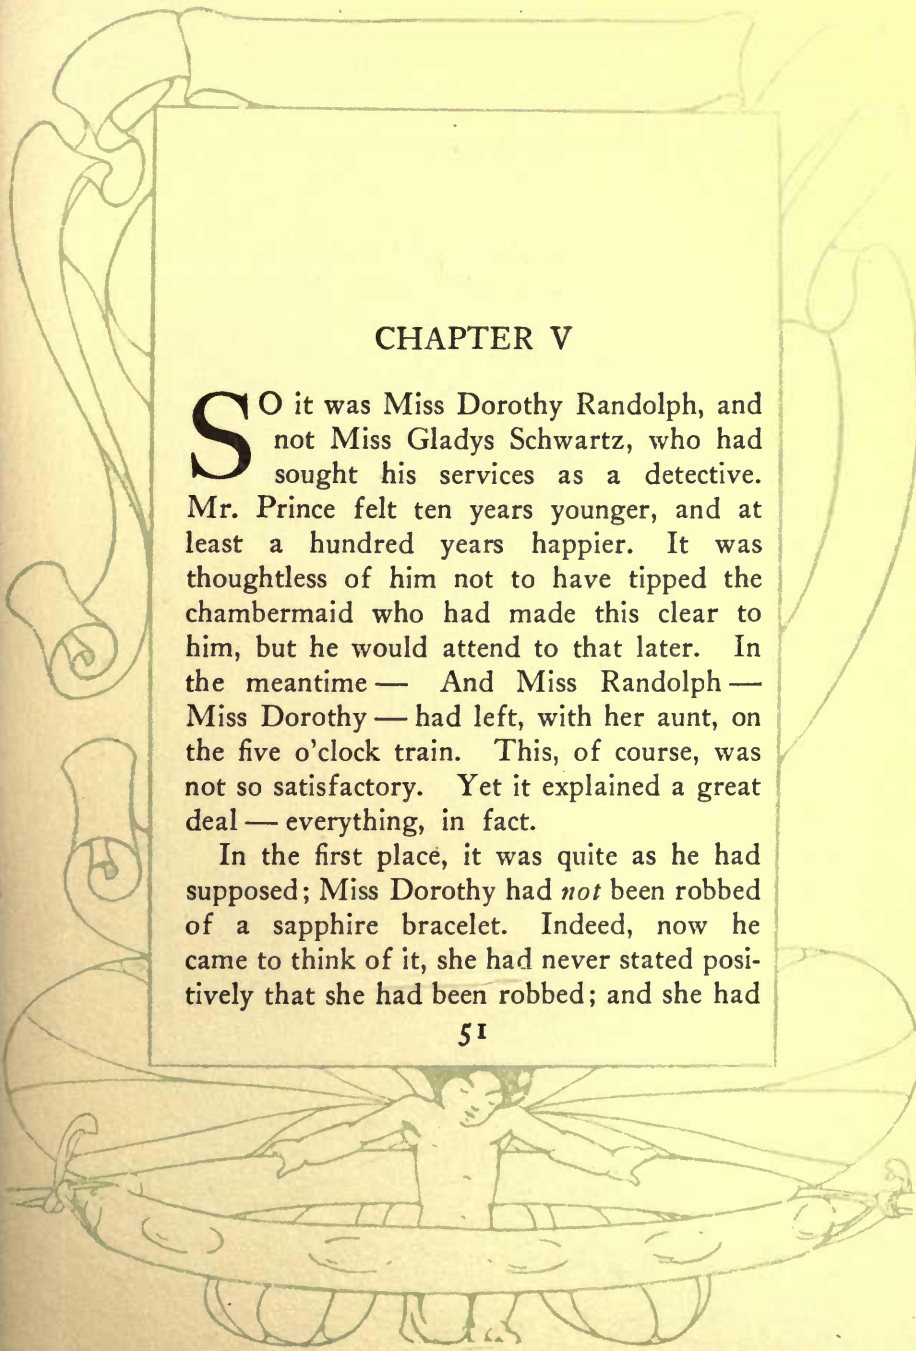 CHAPTER V
SO it was Miss Dorothy Randolph, and
not Miss Gladys Schwartz, who had
sought his services as a detective.
Mr. Prince felt ten years younger, and at
least a hundred years happier. It was
thoughtless of him not to have tipped the
chambermaid who had made this clear to
him, but he would attend to that later. In
the meantime — And Miss Randolph —
Miss Dorothy — had left, with her aunt, on
the five o'clock train. This, of course, was
not so satisfactory. Yet it explained a great
deal — everything, in fact.
In the first place, it was quite as he had
supposed; Miss Dorothy had not been robbed
of a sapphire bracelet. Indeed, now he
came to think of it, she had never stated posi-
tively that she had been robbed; and she had
51